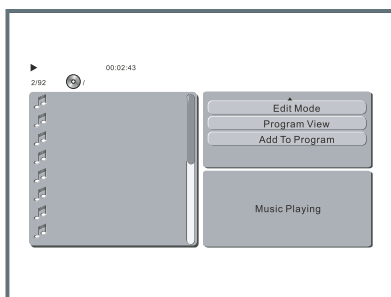 00:02:43
2/92 /
Edit Mode
Program View
Add To Program
Music Playing